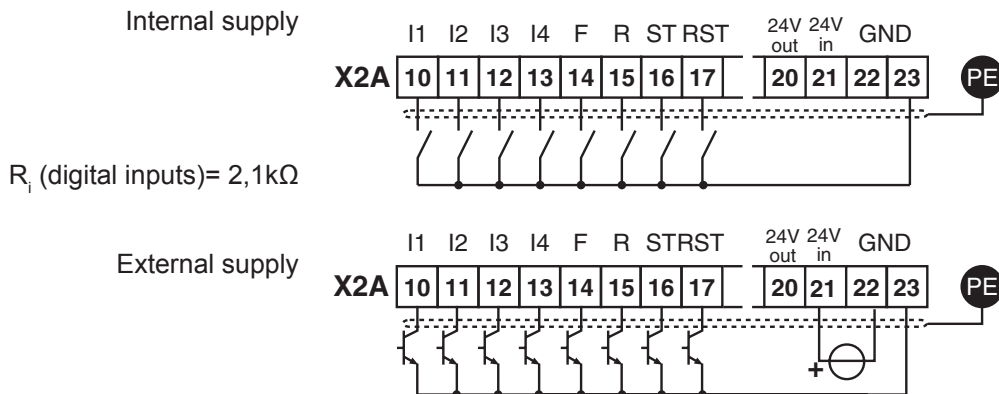 Internal supply
I1 I2 I3 I4 F R ST RST 24V out 24V in GND
X2A 10 11 12 13 14 15 16 17 20 21 22 23 PE
Ri (digital inputs)= 2,1kΩ
External supply
I1 I2 I3 I4 F R STRST 24V out 24V in GND
X2A 10 11 12 13 14 15 16 17 20 21 22 23 PE
+